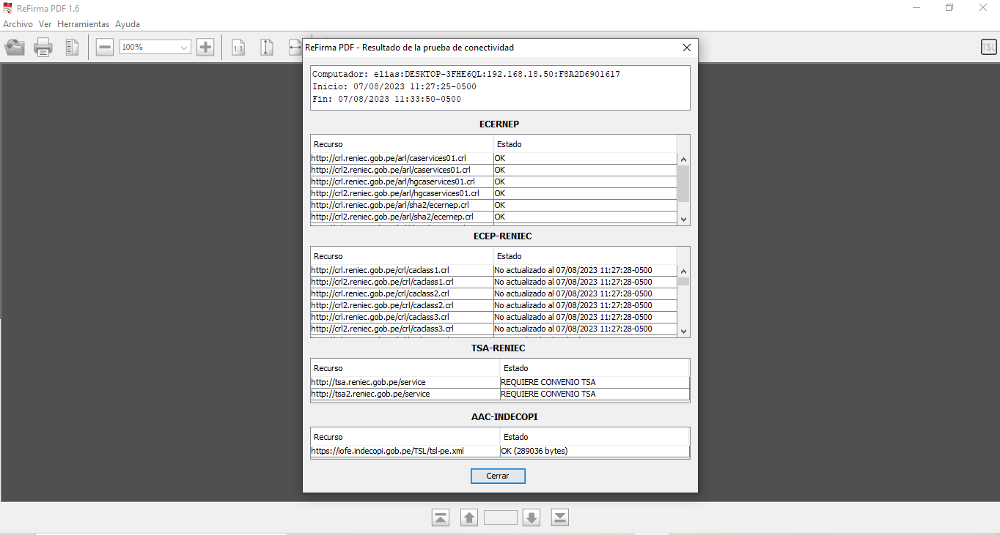 ReFirma PDF 1.6
Archivo Ver Herramientas Ayuda
100%
1:1
TSL
ReFirma PDF - Resultado de la prueba de conectividad
Computador: elias:DESKTOP-3FHE6QL:192.168.18.50:F8A2D6901617
Inicio: 07/08/2023 11:27:25-0500
Fin: 07/08/2023 11:33:50-0500
ECERNEP
Recurso Estado
http://crl.reniec.gob.pe/arl/caservices01.crl OK
http://crl2.reniec.gob.pe/arl/caservices01.crl OK
http://crl.reniec.gob.pe/arl/hgcaservices01.crl OK
http://crl2.reniec.gob.pe/arl/hgcaservices01.crl OK
http://crl.reniec.gob.pe/arl/sha2/ecernep.crl OK
http://crl2.reniec.gob.pe/arl/sha2/ecernep.crl OK
ECEP-RENIEC
Recurso Estado
http://crl.reniec.gob.pe/crl/caclass1.crl No actualizado al 07/08/2023 11:27:28-0500
http://crl2.reniec.gob.pe/crl/caclass1.crl No actualizado al 07/08/2023 11:27:28-0500
http://crl.reniec.gob.pe/crl/caclass2.crl No actualizado al 07/08/2023 11:27:28-0500
http://crl2.reniec.gob.pe/crl/caclass2.crl No actualizado al 07/08/2023 11:27:28-0500
http://crl.reniec.gob.pe/crl/caclass3.crl No actualizado al 07/08/2023 11:27:28-0500
http://crl2.reniec.gob.pe/crl/caclass3.crl No actualizado al 07/08/2023 11:27:28-0500
TSA-RENIEC
Recurso Estado
http://tsa.reniec.gob.pe/service REQUIERE CONVENIO TSA
http://tsa2.reniec.gob.pe/service REQUIERE CONVENIO TSA
AAC-INDECOPI
Recurso Estado
https://iofe.indecopi.gob.pe/TSL/tsl-pe.xml OK (289036 bytes)
Cerrar